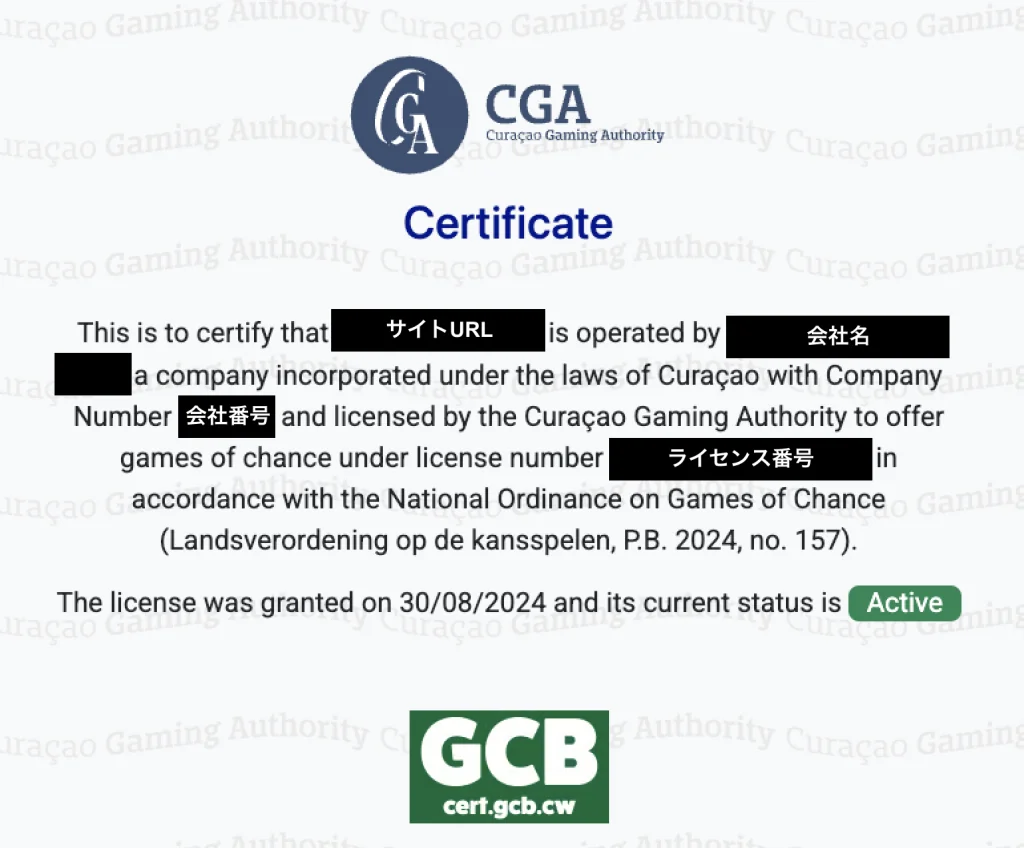 CGA
CGA
Curaçao Gaming Authority
Certificate
This is to certify that サイトURL is operated by 会社名
a company incorporated under the laws of Curaçao with Company
Number 会社番号 and licensed by the Curaçao Gaming Authority to offer
games of chance under license number ライセンス番号 in
accordance with the National Ordinance on Games of Chance
(Landsverordening op de kansspelen, P.B. 2024, no. 157).
The license was granted on 30/08/2024 and its current status is Active
GCB
cert.gcb.cw